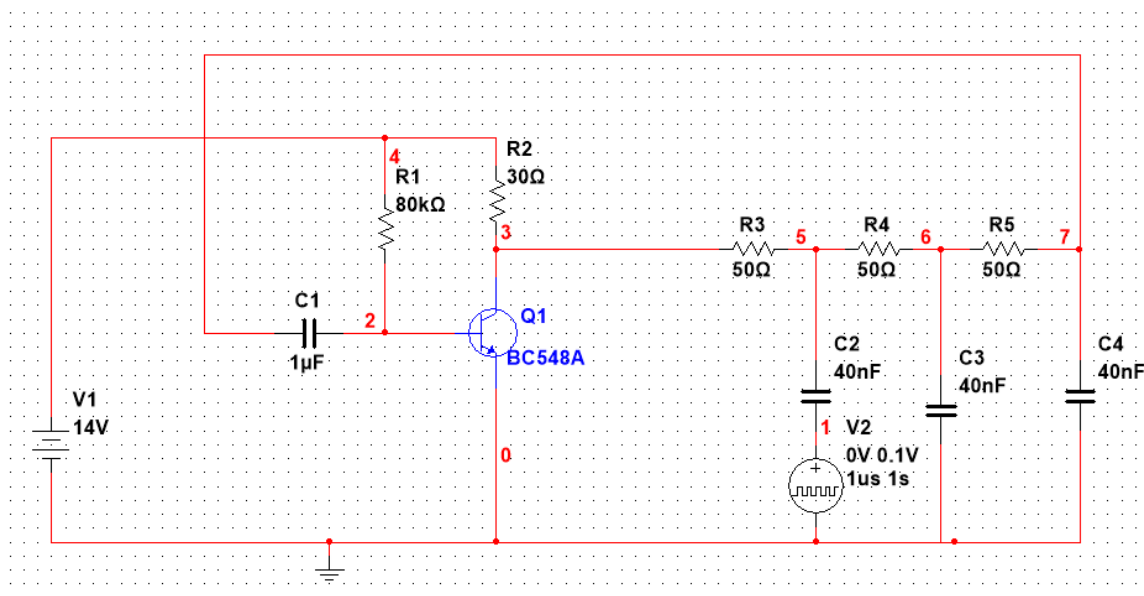 R2
30Ω
4
R1
80kΩ
3
R3
50Ω
5
R4
50Ω
6
R5
50Ω
7
C1
1µF
2
Q1
BC548A
C2
40nF
C3
40nF
C4
40nF
V1
14V
1
V2
0V 0.1V
1us 1s
0